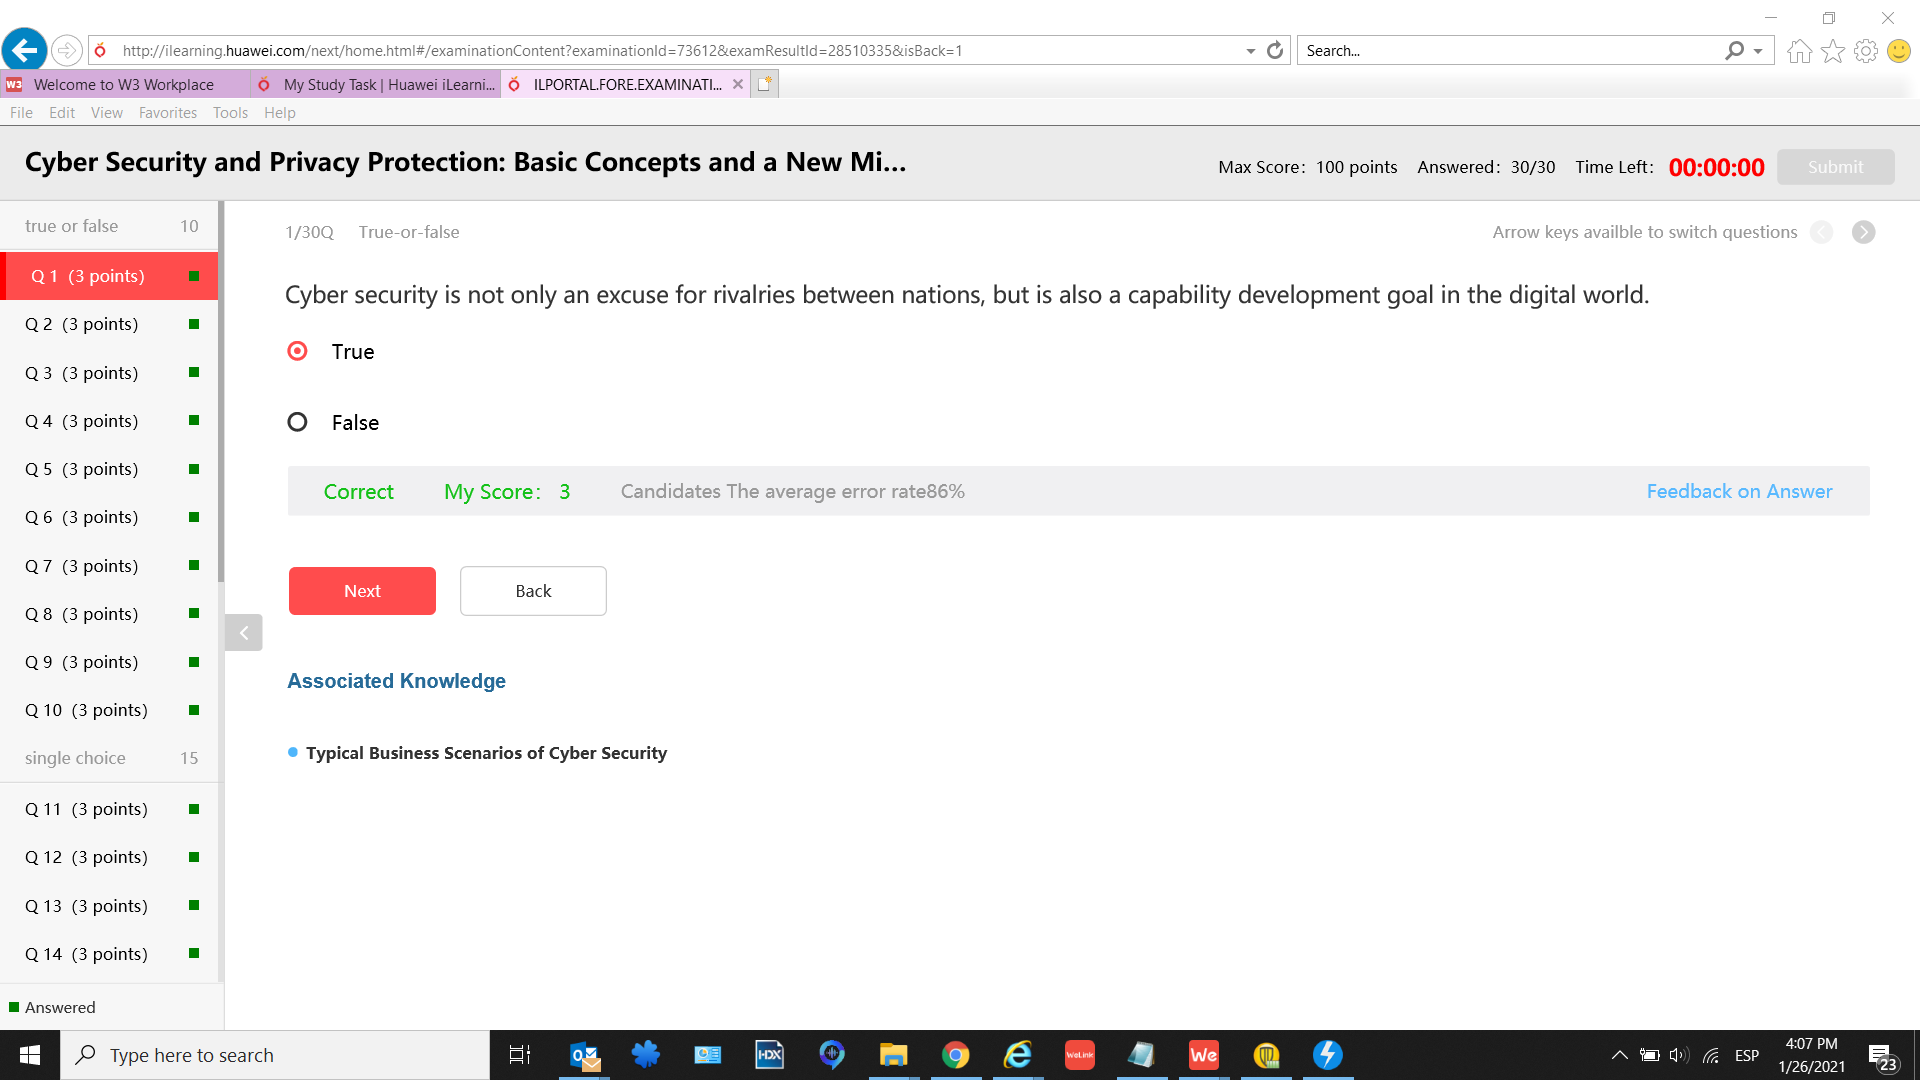 http://ilearning.huawei.com/next/home.html#/examinationContent?examinationId=73612&examResultId=28510335&isBack=1
Search...
W3 Welcome to W3 Workplace
My Study Task | Huawei iLearni...
ILPORTAL.FORE.EXAMINATI...
File Edit View Favorites Tools Help
Cyber Security and Privacy Protection: Basic Concepts and a New Mi...
Max Score: 100 points Answered: 30/30 Time Left: 00:00:00 Submit
true or false 10
Q 1 (3 points)
Q 2 (3 points)
Q 3 (3 points)
Q 4 (3 points)
Q 5 (3 points)
Q 6 (3 points)
Q 7 (3 points)
Q 8 (3 points)
Q 9 (3 points)
Q 10 (3 points)
single choice 15
Q 11 (3 points)
Q 12 (3 points)
Q 13 (3 points)
Q 14 (3 points)
Answered
1/30Q True-or-false
Arrow keys availble to switch questions
Cyber security is not only an excuse for rivalries between nations, but is also a capability development goal in the digital world.
True
False
Correct My Score: 3 Candidates The average error rate86% Feedback on Answer
Next Back
Associated Knowledge
Typical Business Scenarios of Cyber Security
Type here to search
HDX
WeLink
We
ESP
4:07 PM
1/26/2021
23